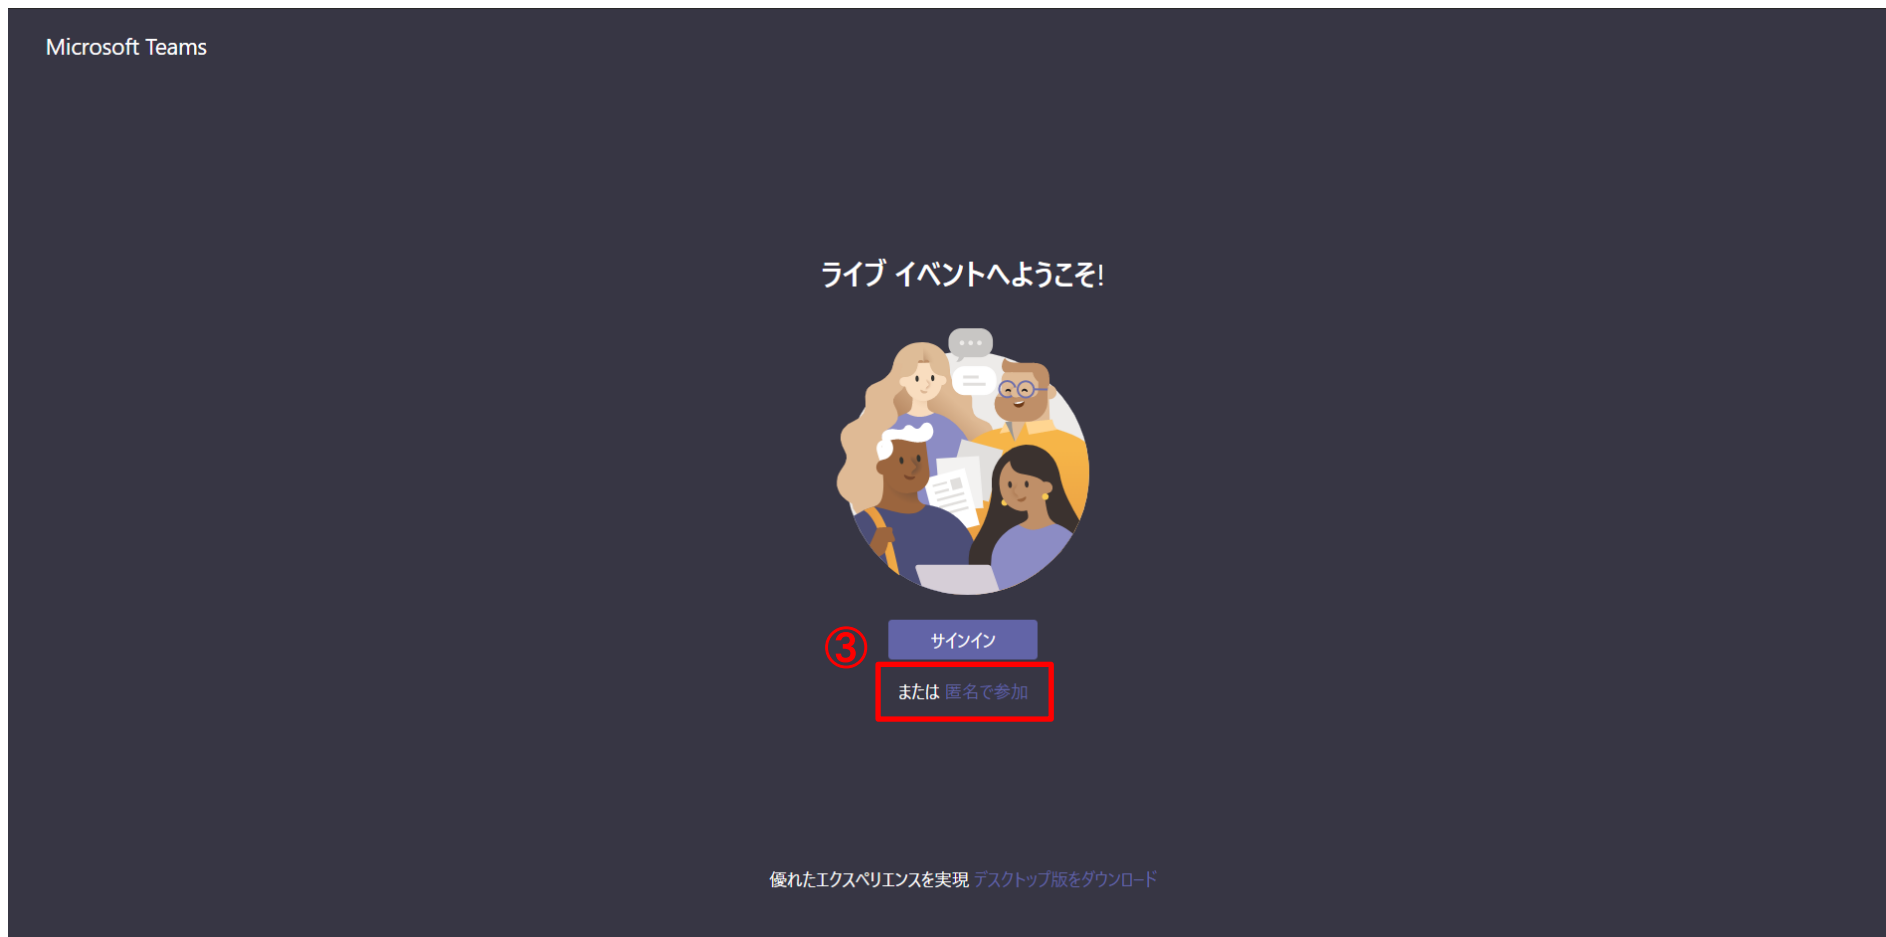 Microsoft Teams
ライブ イベントへようこそ!
サインイン
③
または 匿名で参加
優れたエクスペリエンスを実現 デスクトップ版をダウンロード